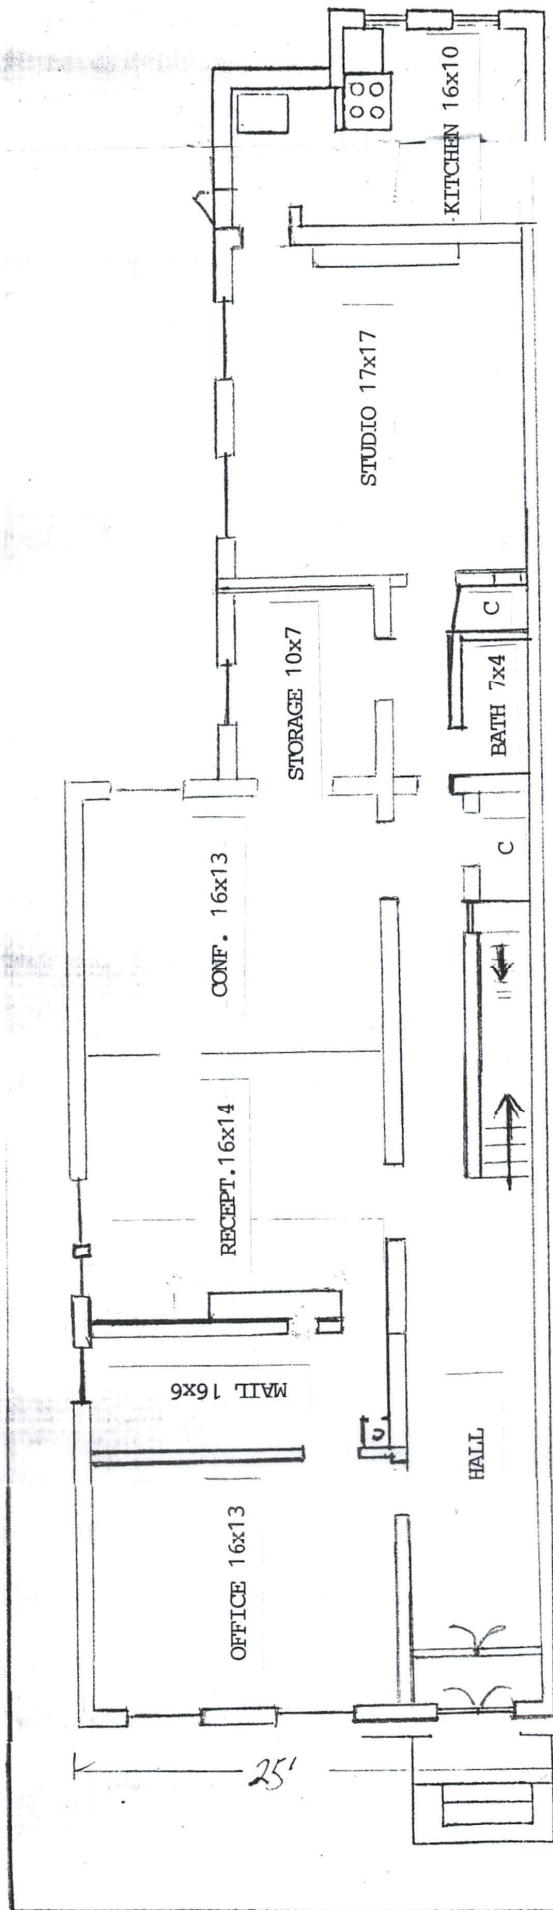 KITCHEN 16x10
STUDIO 17x17
STORAGE 10x7
C
BATH 7x4
CONF. 16x13
C
RECEPT.16x14
MAIL 16x6
C
HALL
OFFICE 16x13
25'